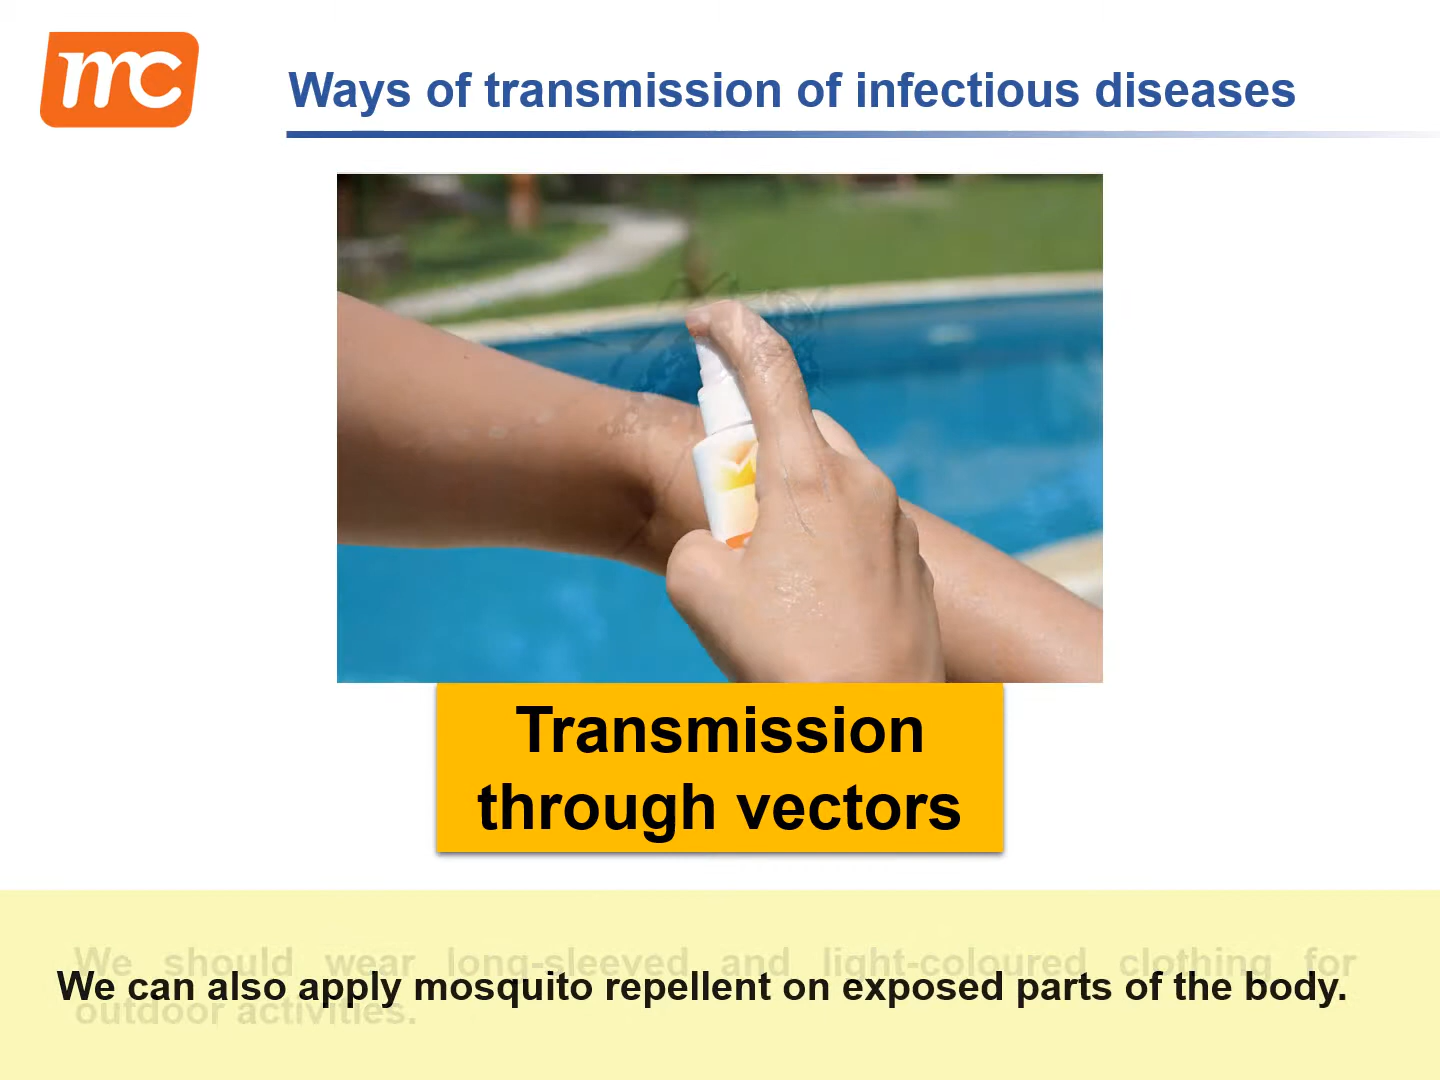 mc
Ways of transmission of infectious diseases
Transmission
through vectors
We should wear long-sleeved and light-coloured clothing for
We can also apply mosquito repellent on exposed parts of the body.
outdoor activities.